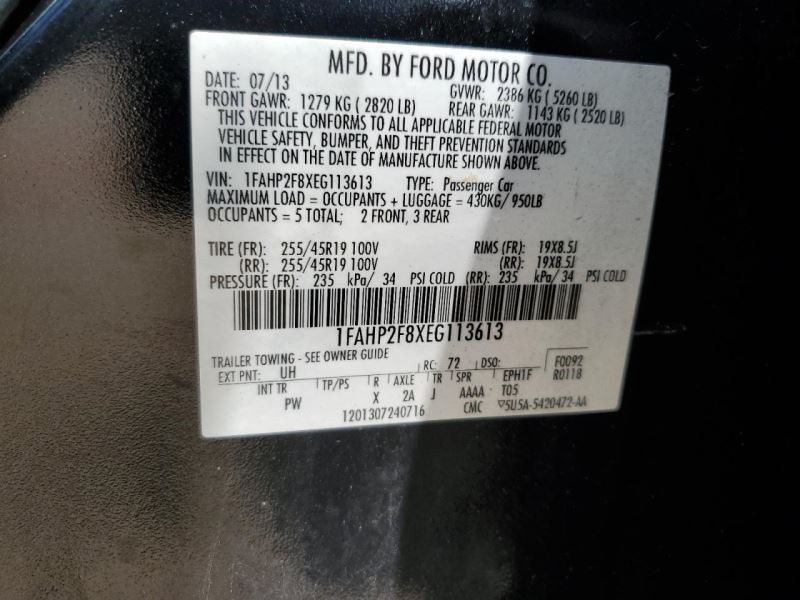 MFD. BY FORD MOTOR CO.
DATE: 07/13 GVWR: 2386 KG ( 5260 LB)
FRONT GAWR: 1279 KG ( 2820 LB) REAR GAWR: 1143 KG ( 2520 LB)
THIS VEHICLE CONFORMS TO ALL APPLICABLE FEDERAL MOTOR
VEHICLE SAFETY, BUMPER, AND THEFT PREVENTION STANDARDS
IN EFFECT ON THE DATE OF MANUFACTURE SHOWN ABOVE.
VIN: 1FAHP2F8XEG113613 TYPE: Passenger Car
MAXIMUM LOAD = OCCUPANTS + LUGGAGE = 430KG/ 950LB
OCCUPANTS = 5 TOTAL; 2 FRONT, 3 REAR
TIRE (FR): 255/45R19 100V RIMS (FR): 19X8.5J
(RR): 255/45R19 100V (RR): 19X8.5J
PRESSURE (FR): 235 kPa/ 34 PSI COLD (RR): 235 kPa/ 34 PSI COLD
1FAHP2F8XEG113613
TRAILER TOWING - SEE OWNER GUIDE
EXT PNT: UH RC: 72 DSO: F0092
INT TR TP/PS R AXLE TR SPR EPH1F R0118
PW X 2A J AAAA T05
1201307240716 CMC ▽5U5A-5420472-AA